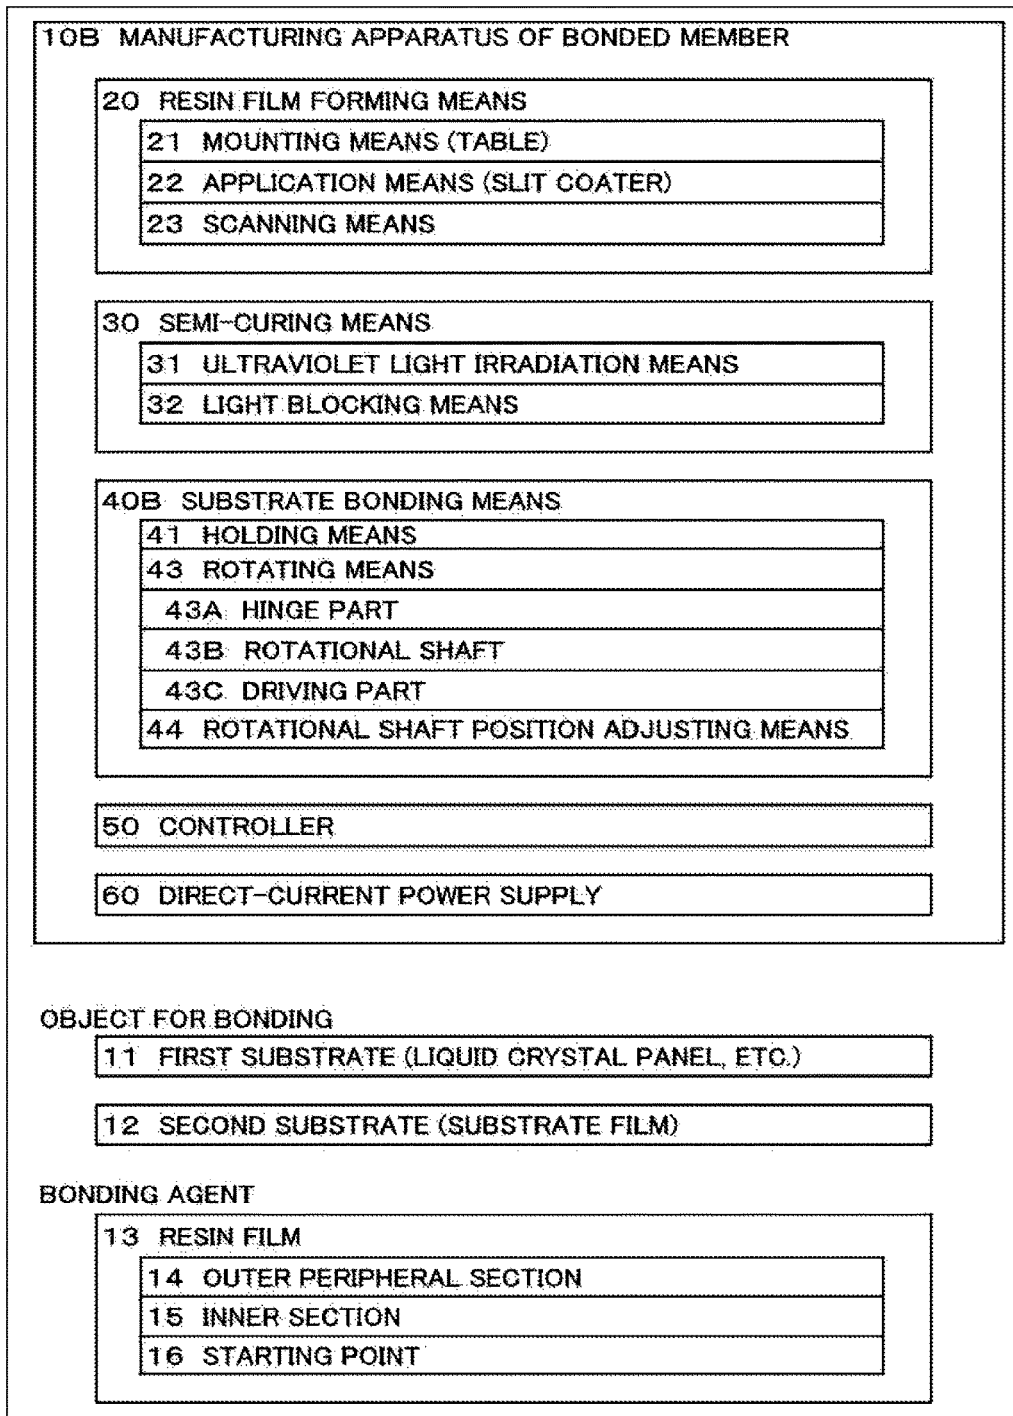 10B MANUFACTURING APPARATUS OF BONDED MEMBER
20 RESIN FILM FORMING MEANS
21 MOUNTING MEANS (TABLE)
22 APPLICATION MEANS (SLIT COATER)
23 SCANNING MEANS
30 SEMI-CURING MEANS
31 ULTRAVIOLET LIGHT IRRADIATION MEANS
32 LIGHT BLOCKING MEANS
40B SUBSTRATE BONDING MEANS
41 HOLDING MEANS
43 ROTATING MEANS
43A HINGE PART
43B ROTATIONAL SHAFT
43C DRIVING PART
44 ROTATIONAL SHAFT POSITION ADJUSTING MEANS
50 CONTROLLER
60 DIRECT-CURRENT POWER SUPPLY
OBJECT FOR BONDING
11 FIRST SUBSTRATE (LIQUID CRYSTAL PANEL, ETC.)
12 SECOND SUBSTRATE (SUBSTRATE FILM)
BONDING AGENT
13 RESIN FILM
14 OUTER PERIPHERAL SECTION
15 INNER SECTION
16 STARTING POINT